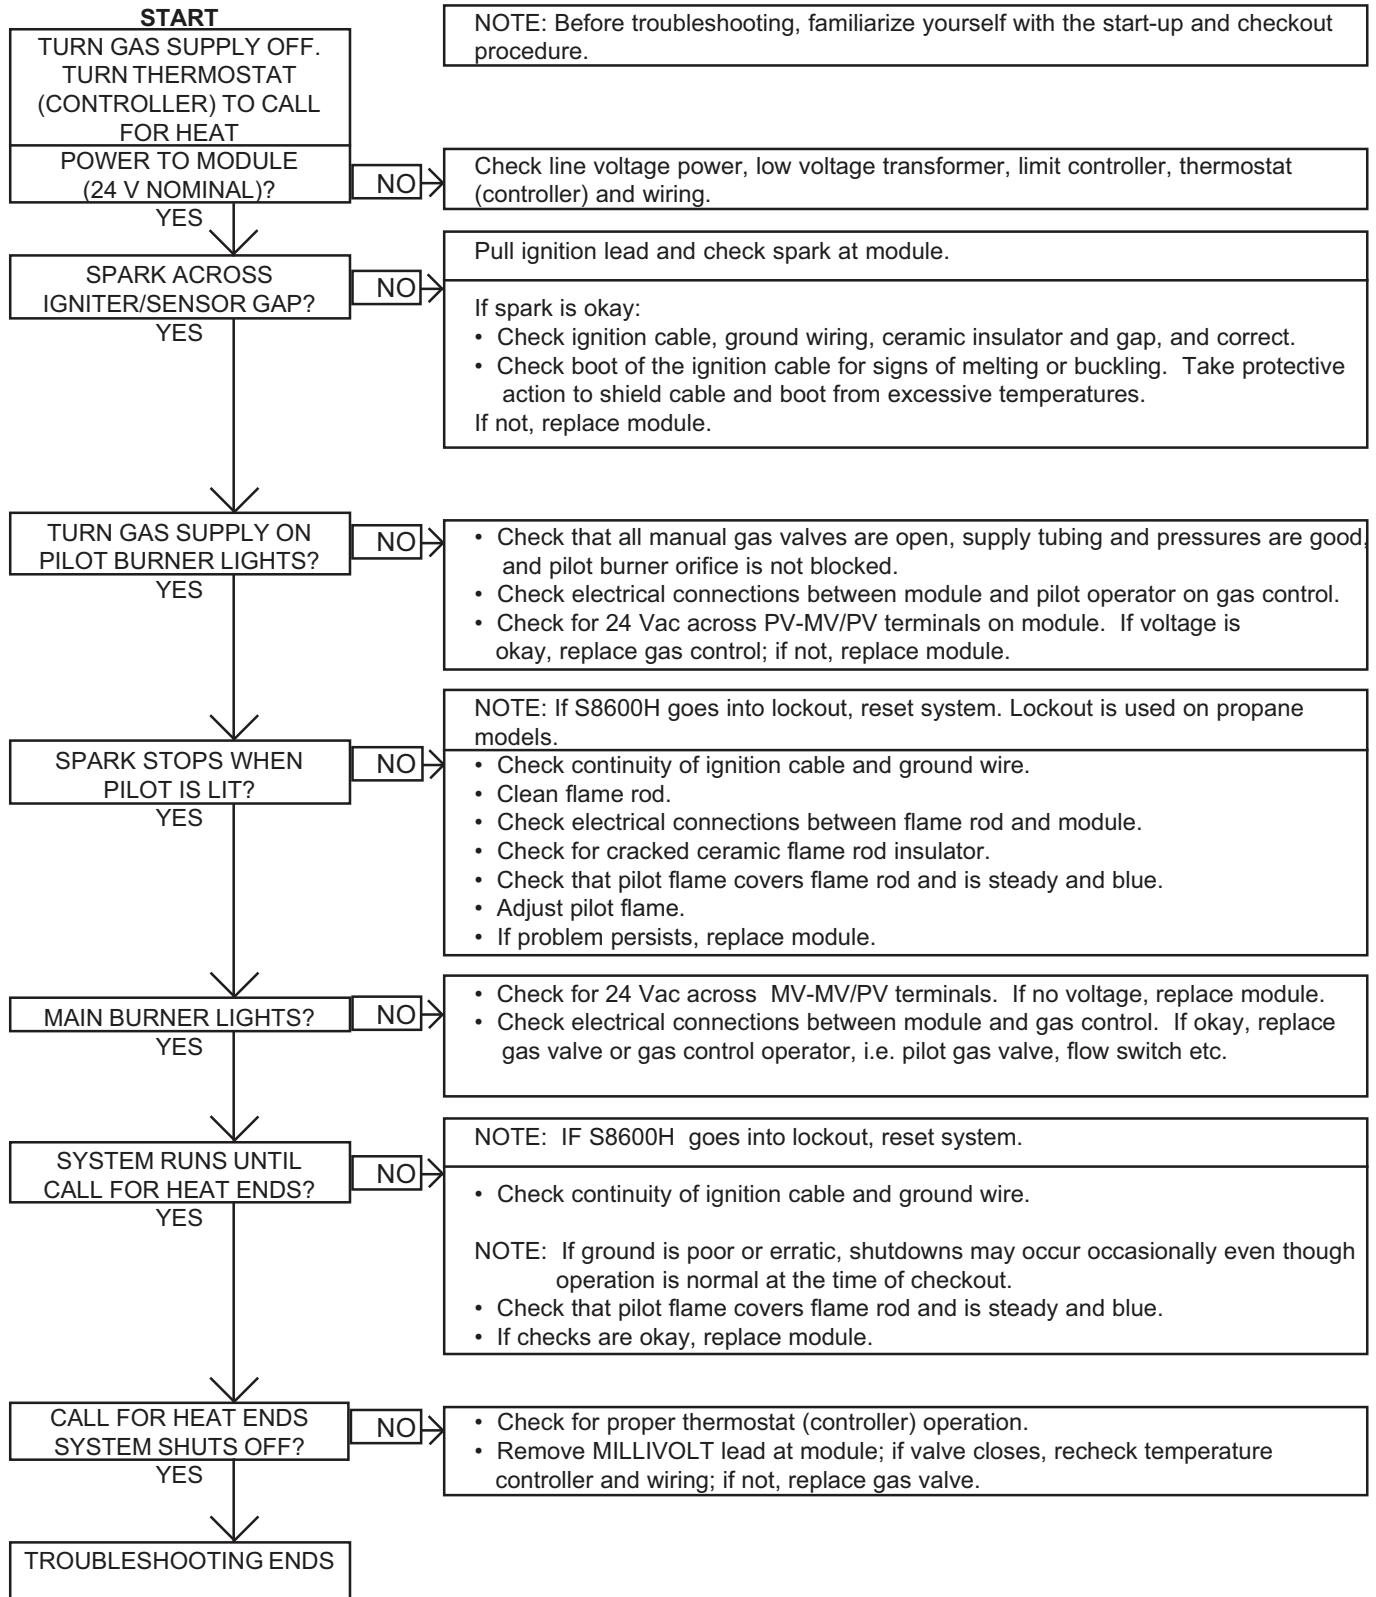 START
TURN GAS SUPPLY OFF.
TURN THERMOSTAT
(CONTROLLER) TO CALL
FOR HEAT
NOTE: Before troubleshooting, familiarize yourself with the start-up and checkout
procedure.
POWER TO MODULE
(24 V NOMINAL)?
NO
Check line voltage power, low voltage transformer, limit controller, thermostat
(controller) and wiring.
YES
SPARK ACROSS
IGNITER/SENSOR GAP?
NO
Pull ignition lead and check spark at module.
If spark is okay:
• Check ignition cable, ground wiring, ceramic insulator and gap, and correct.
• Check boot of the ignition cable for signs of melting or buckling. Take protective
action to shield cable and boot from excessive temperatures.
If not, replace module.
YES
TURN GAS SUPPLY ON
PILOT BURNER LIGHTS?
NO
• Check that all manual gas valves are open, supply tubing and pressures are good,
and pilot burner orifice is not blocked.
• Check electrical connections between module and pilot operator on gas control.
• Check for 24 Vac across PV-MV/PV terminals on module. If voltage is
okay, replace gas control; if not, replace module.
YES
SPARK STOPS WHEN
PILOT IS LIT?
NO
NOTE: If S8600H goes into lockout, reset system. Lockout is used on propane
models.
• Check continuity of ignition cable and ground wire.
• Clean flame rod.
• Check electrical connections between flame rod and module.
• Check for cracked ceramic flame rod insulator.
• Check that pilot flame covers flame rod and is steady and blue.
• Adjust pilot flame.
• If problem persists, replace module.
YES
MAIN BURNER LIGHTS?
NO
• Check for 24 Vac across MV-MV/PV terminals. If no voltage, replace module.
• Check electrical connections between module and gas control. If okay, replace
gas valve or gas control operator, i.e. pilot gas valve, flow switch etc.
YES
SYSTEM RUNS UNTIL
CALL FOR HEAT ENDS?
NO
NOTE: IF S8600H goes into lockout, reset system.
• Check continuity of ignition cable and ground wire.
NOTE: If ground is poor or erratic, shutdowns may occur occasionally even though
operation is normal at the time of checkout.
• Check that pilot flame covers flame rod and is steady and blue.
• If checks are okay, replace module.
YES
CALL FOR HEAT ENDS
SYSTEM SHUTS OFF?
NO
• Check for proper thermostat (controller) operation.
• Remove MILLIVOLT lead at module; if valve closes, recheck temperature
controller and wiring; if not, replace gas valve.
YES
TROUBLESHOOTING ENDS